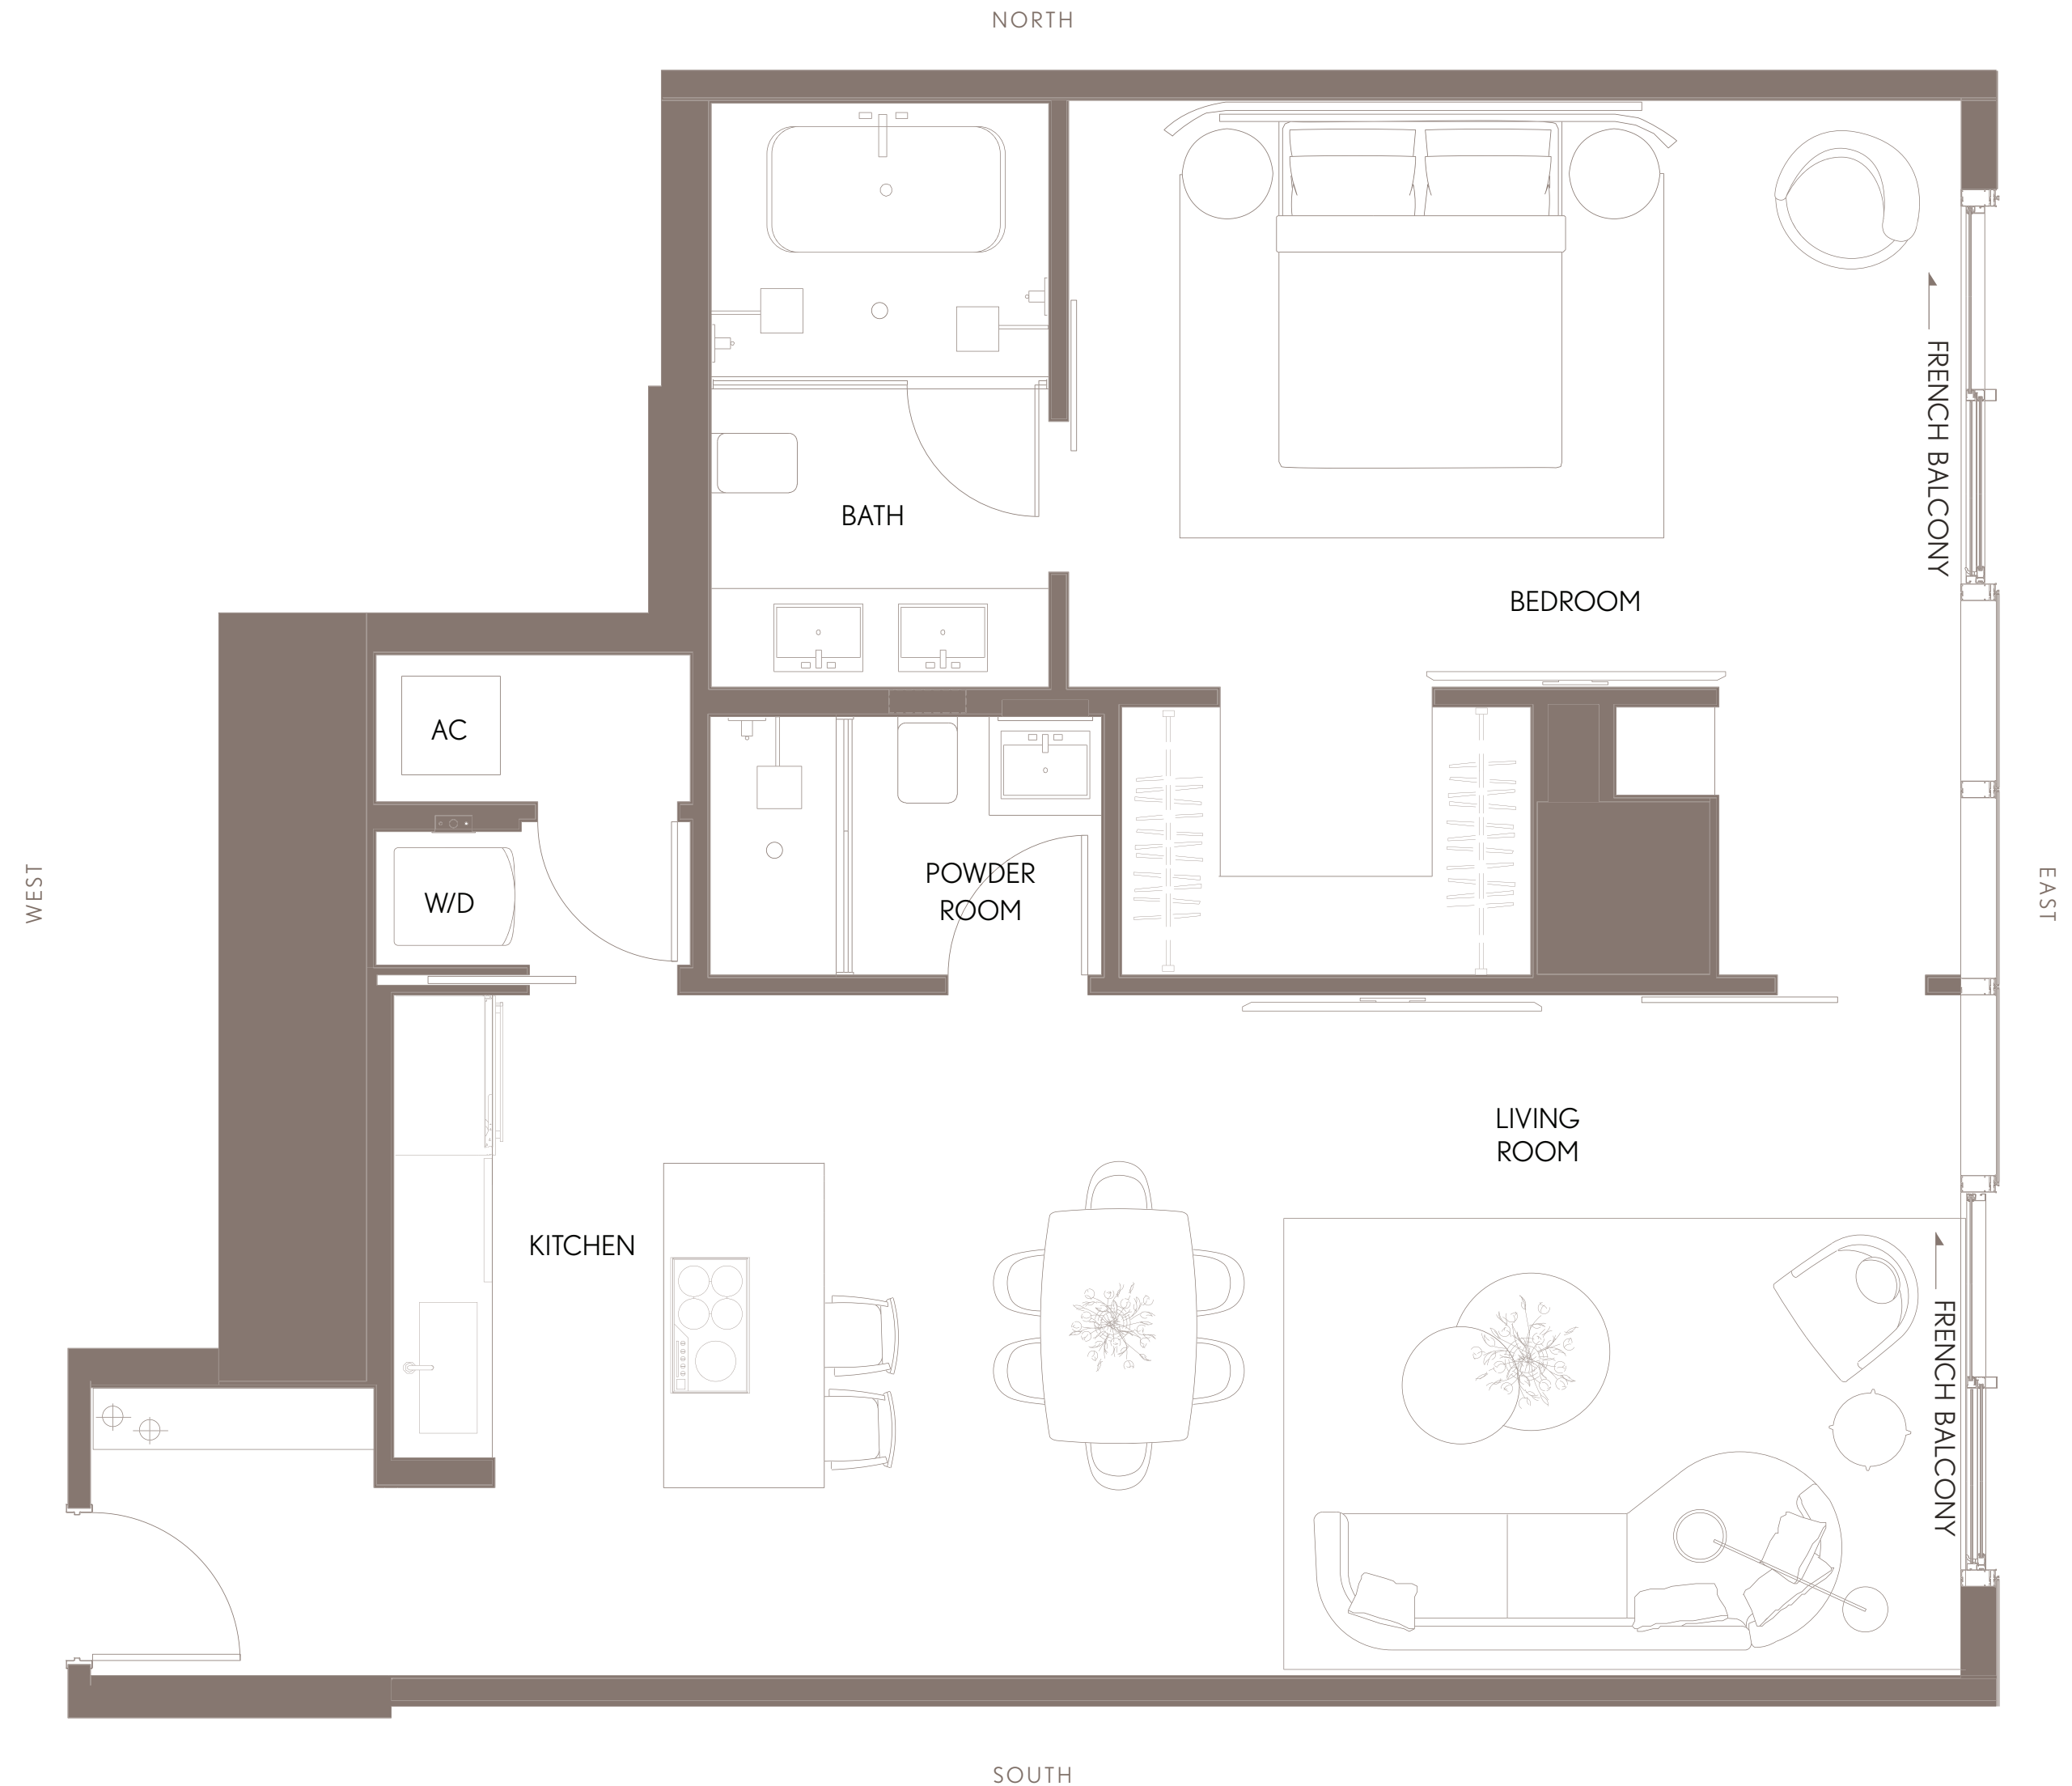 NORTH
FRENCH BALCONY
BATH
BEDROOM
AC
WEST
EAST
W/D
POWDER
ROOM
LIVING
ROOM
KITCHEN
FRENCH BALCONY
SOUTH